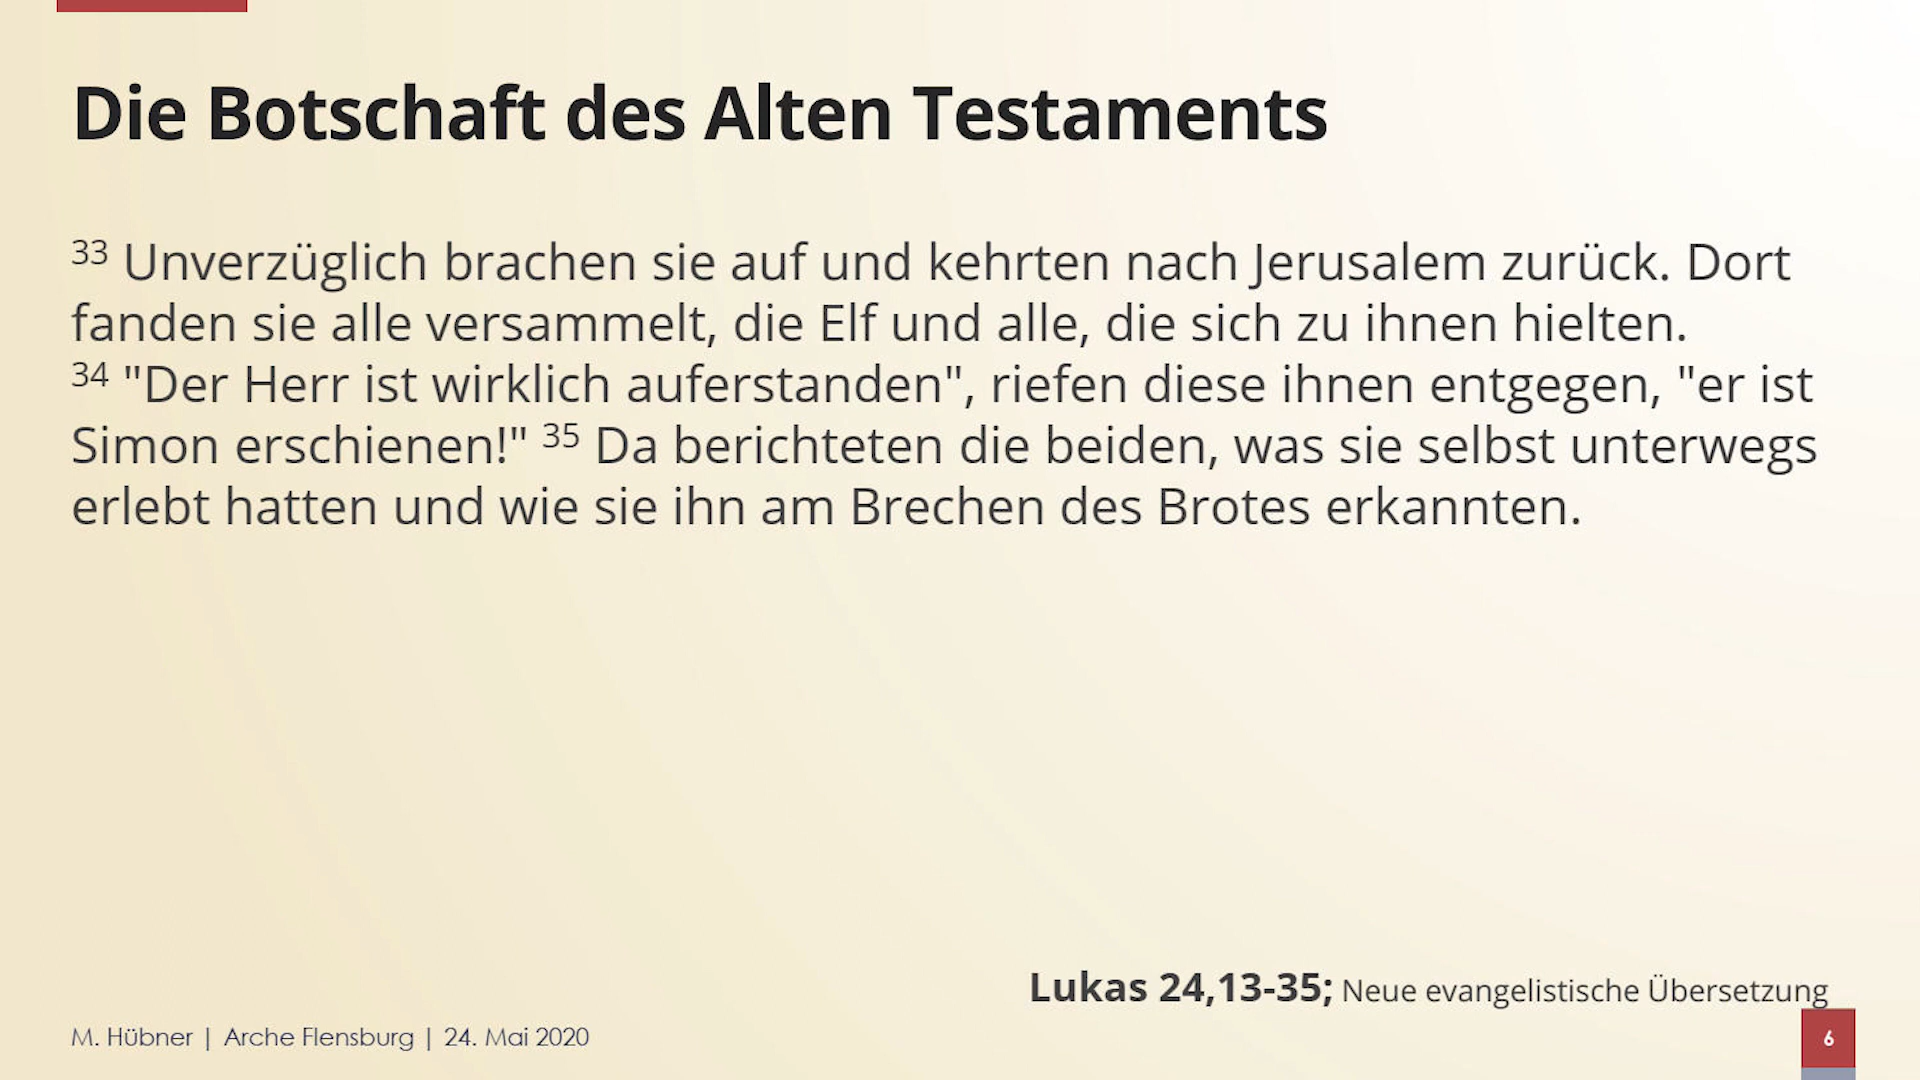 Die Botschaft des Alten Testaments
33 Unverzüglich brachen sie auf und kehrten nach Jerusalem zurück. Dort
fanden sie alle versammelt, die Elf und alle, die sich zu ihnen hielten.
34 "Der Herr ist wirklich auferstanden", riefen diese ihnen entgegen, "er ist
Simon erschienen!" 35 Da berichteten die beiden, was sie selbst unterwegs
erlebt hatten und wie sie ihn am Brechen des Brotes erkannten.
Lukas 24,13-35; Neue evangelistische Übersetzung
M. Hübner | Arche Flensburg | 24. Mai 2020
6